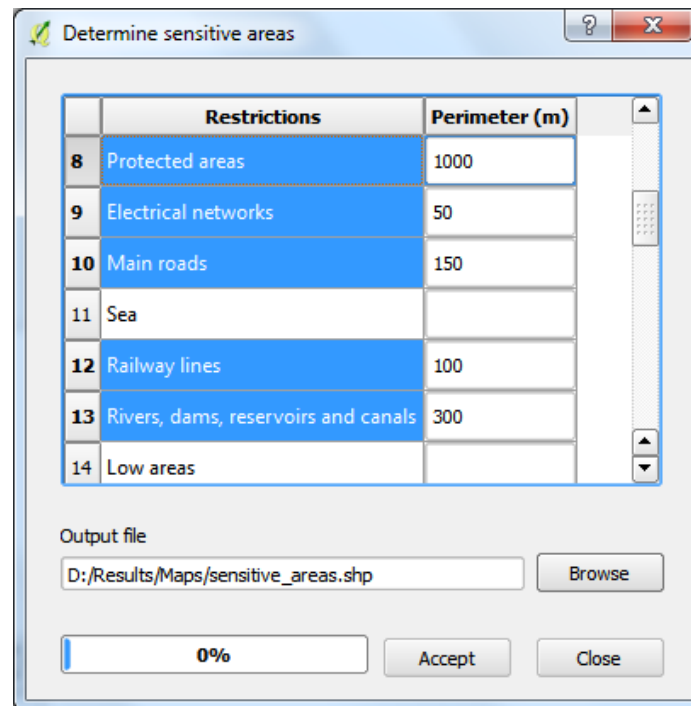 Determine sensitive areas
Restrictions Perimeter (m)
8 Protected areas 1000
9 Electrical networks 50
10 Main roads 150
11 Sea
12 Railway lines 100
13 Rivers, dams, reservoirs and canals 300
14 Low areas
Output file
D:/Results/Maps/sensitive_areas.shp Browse
0% Accept Close